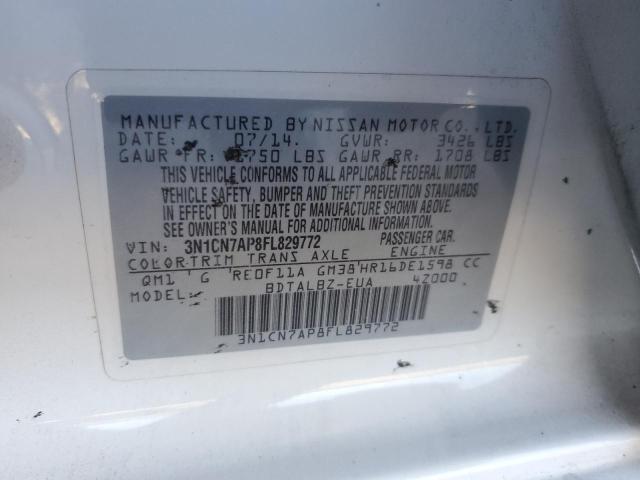 MANUFACTURED BY NISSAN MOTOR CO., LTD.
DATE: 07/14. GVWR: 3426 LBS
GAWR FR: 1750 LBS GAWR RR: 1708 LBS
THIS VEHICLE CONFORMS TO ALL APPLICABLE FEDERAL MOTOR
VEHICLE SAFETY, BUMPER AND THEFT PREVENTION STANDARDS
IN EFFECT ON THE DATE OF MANUFACTURE SHOWN ABOVE.
SEE OWNER'S MANUAL FOR ADDITIONAL INFORMATION.
VIN: 3N1CN7AP8FL829772 PASSENGER CAR.
COLOR TRIM TRANS AXLE ENGINE
QM1 ' G 'RE0F11A GM38'HR16DE1598 CC
MODEL: BDTALBZ-EUA 4Z000
3N1CN7AP8FL829772